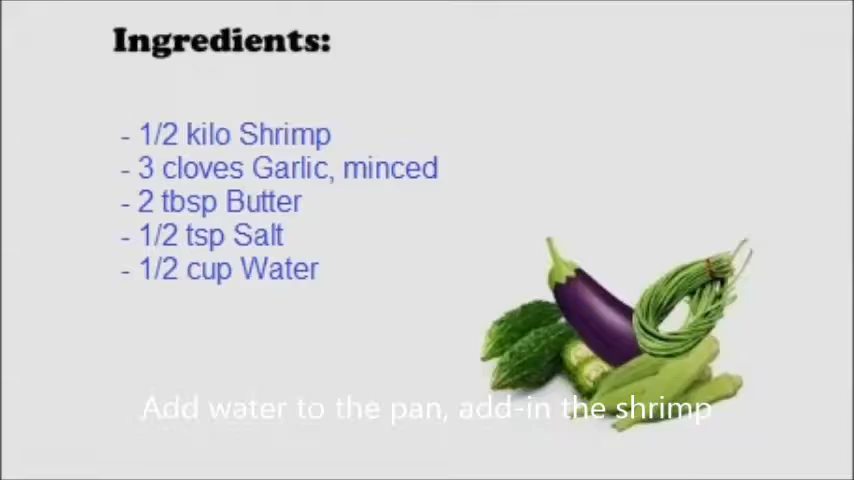 Ingredients:
- 1/2 kilo Shrimp
- 3 cloves Garlic, minced
- 2 tbsp Butter
- 1/2 tsp Salt
- 1/2 cup Water
Add water to the pan, add-in the shrimp